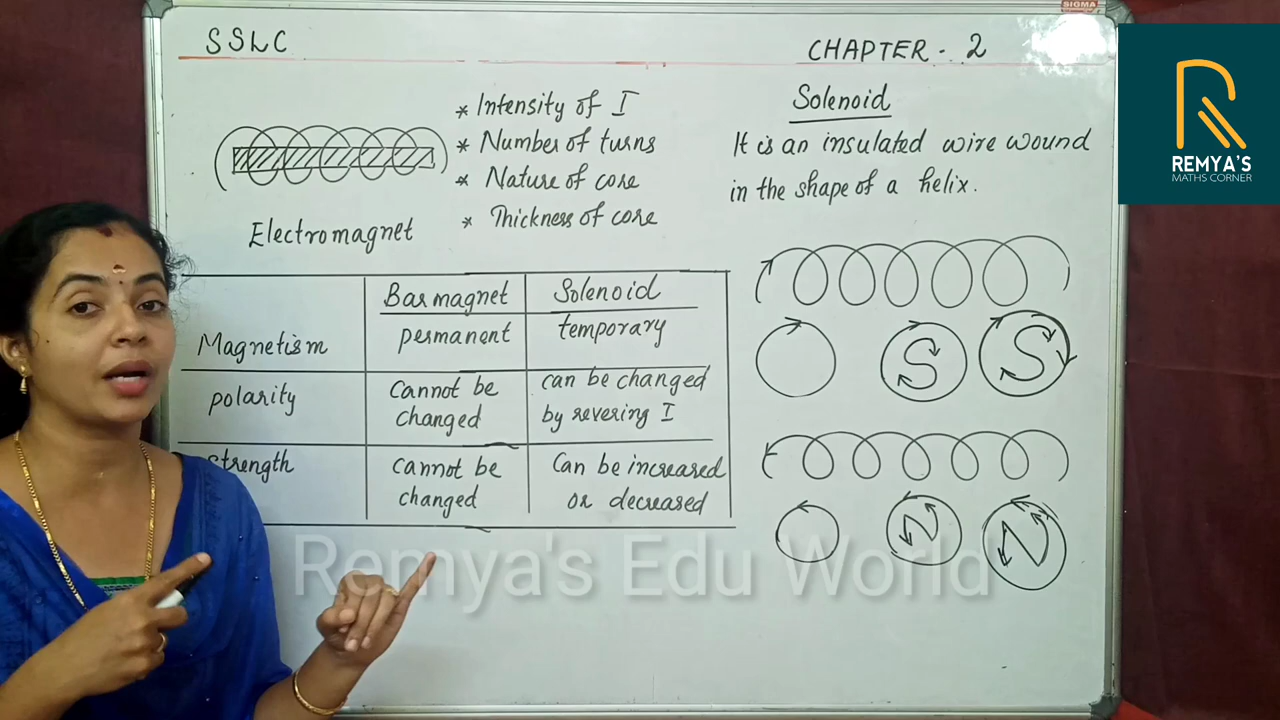 SIGMA
SSLC
CHAPTER - 2
* Intensity of I
* Number of turns
* Nature of core
* Thickness of core
Electromagnet
Solenoid
It is an insulated wire wound
in the shape of a helix.
R
REMYA'S
MATHS CORNER
Bar magnet
Solenoid
Magnetism
permanent
temporary
polarity
Cannot be
changed
can be changed
by revering I
strength
cannot be
changed
Can be increased
or decreased
S
S
N
N
Remya's Edu World